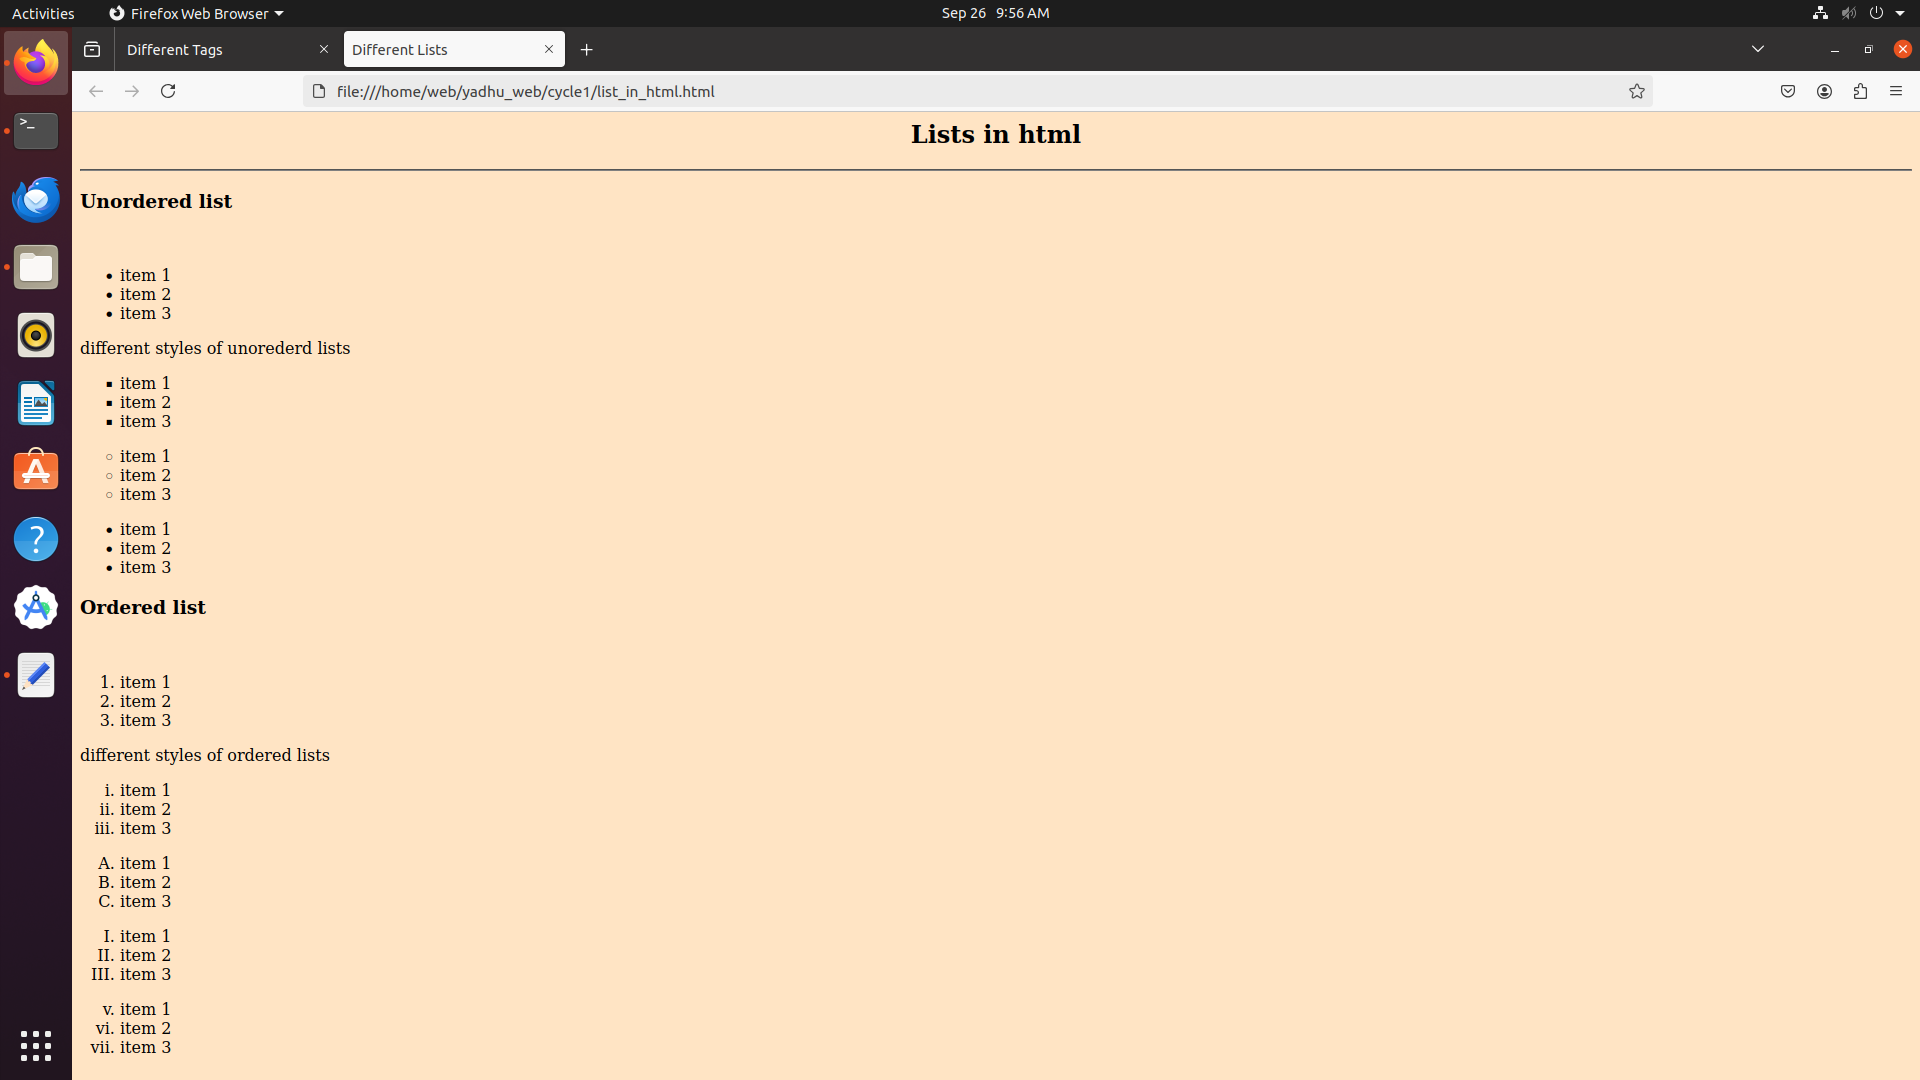 Activities
Firefox Web Browser
Sep 26 9:56 AM
Different Tags
Different Lists
file:///home/web/yadhu_web/cycle1/list_in_html.html
Lists in html
Unordered list
• item 1
• item 2
• item 3
different styles of unorederd lists
▪ item 1
▪ item 2
▪ item 3
◦ item 1
◦ item 2
◦ item 3
• item 1
• item 2
• item 3
Ordered list
1. item 1
2. item 2
3. item 3
different styles of ordered lists
i. item 1
ii. item 2
iii. item 3
A. item 1
B. item 2
C. item 3
I. item 1
II. item 2
III. item 3
v. item 1
vi. item 2
vii. item 3